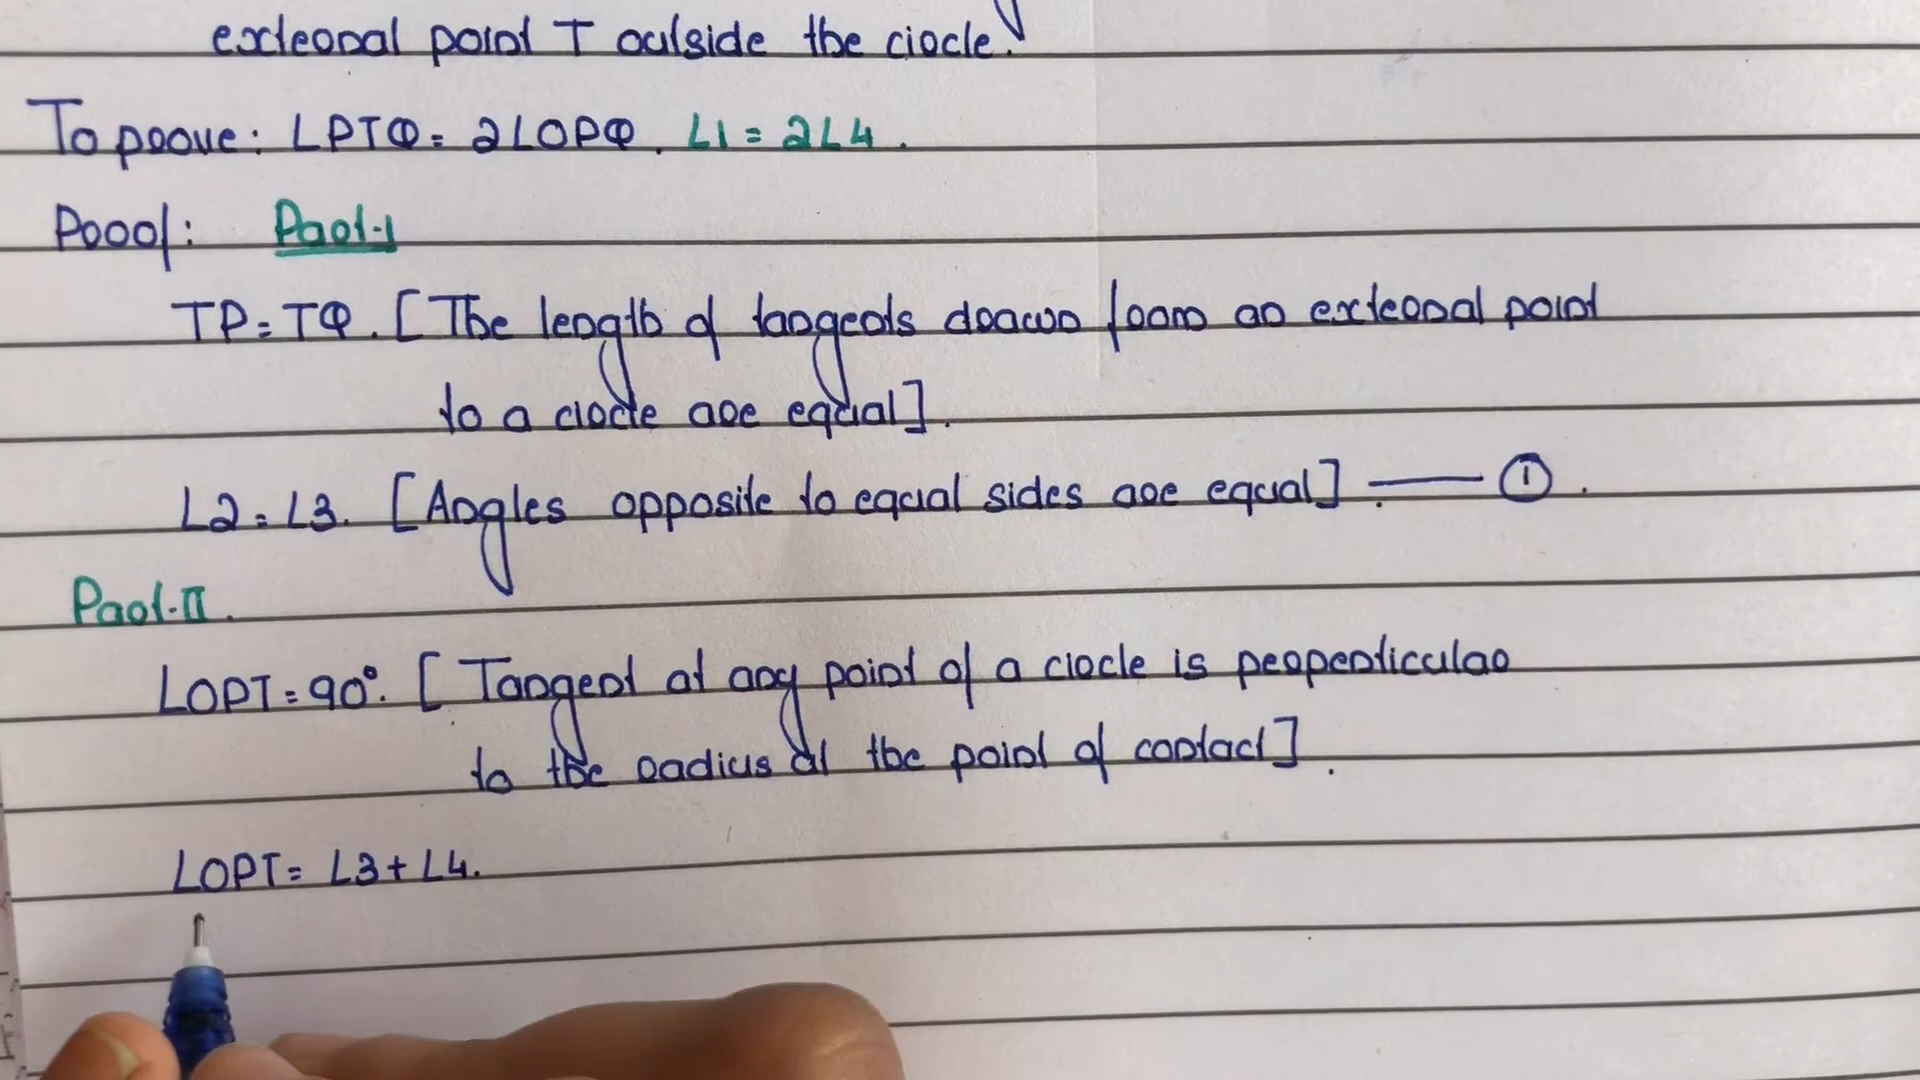 external point T outside the circle.
To prove: ∠PTQ = 2∠OPQ. ∠1 = 2∠4.
Proof: Part-I
TP = TQ. [The length of tangents drawn from an external point
to a circle are equal].
∠2 = ∠3. [Angles opposite to equal sides are equal] —— ①.
Part-II.
∠OPT = 90°. [Tangent at any point of a circle is perpendicular
to the radius at the point of contact].
∠OPT = ∠3 + ∠4.